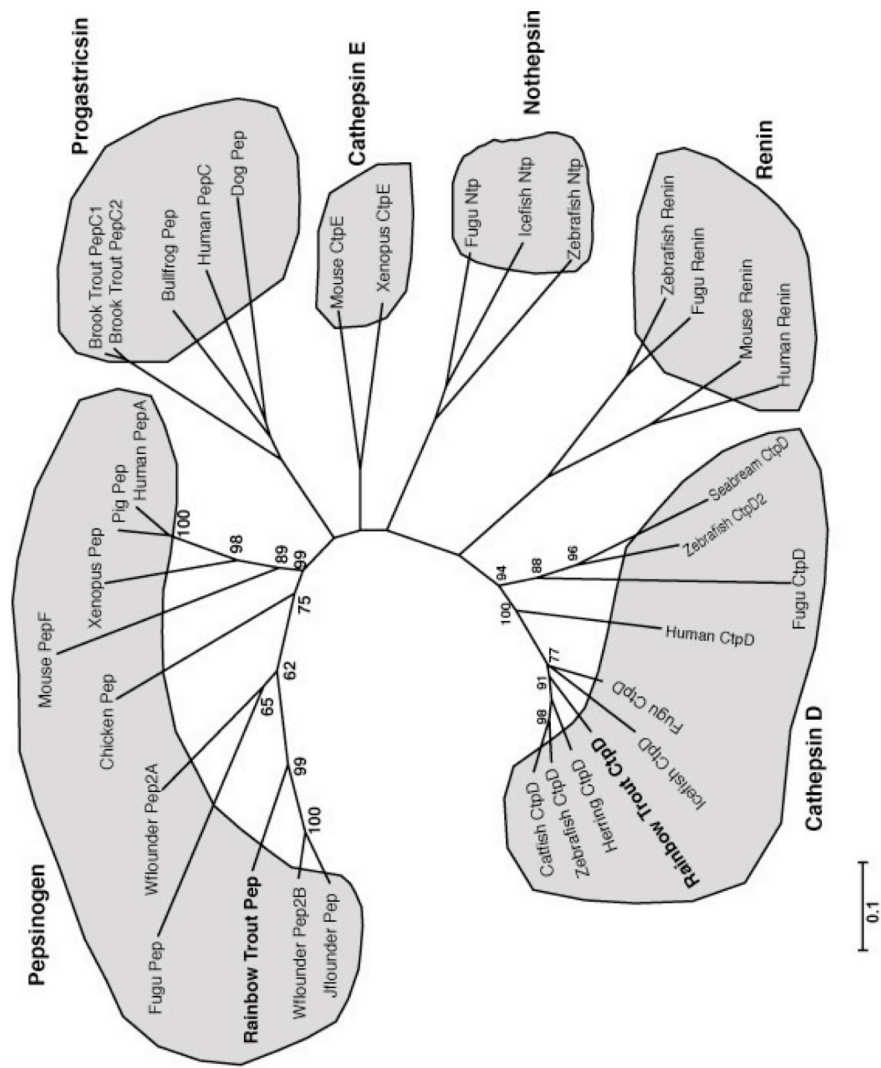 Pepsinogen
Fugu Pep
Wflounder Pep2A
Chicken Pep
Mouse PepF
Xenopus Pep
Pig Pep
Human PepA
Rainbow Trout Pep
Wflounder Pep2B
Jflounder Pep
100
98
89
99
75
62
65
99
100
Progastricsin
Brook Trout PepC1
Brook Trout PepC2
Bullfrog Pep
Human PepC
Dog Pep
Cathepsin E
Mouse CtpE
Xenopus CtpE
Nothepsin
Fugu Ntp
Icefish Ntp
Zebrafish Ntp
Renin
Zebrafish Renin
Fugu Renin
Mouse Renin
Human Renin
Cathepsin D
Seabream CtpD
Zebrafish CtpD2
Fugu CtpD
Human CtpD
Fugu CtpD
Icefish CtpD
Rainbow Trout CtpD
Herring CtpD
Zebrafish CtpD
Catfish CtpD
94
88
96
100
77
91
98
0.1